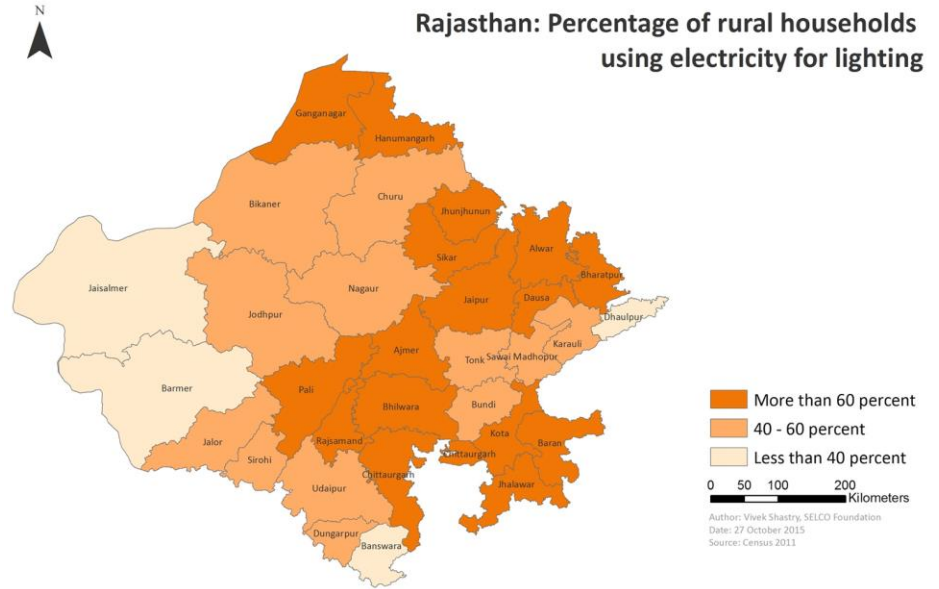 N
Rajasthan: Percentage of rural households
using electricity for lighting
Ganganagar
Hanumangarh
Bikaner
Churu
Jhunjhunun
Sikar
Alwar
Bharatpur
Jaisalmer
Nagaur
Jaipur
Dausa
Dhaulpur
Jodhpur
Karauli
Ajmer
Tonk
Sawai Madhopur
Barmer
Pali
Bhilwara
Bundi
Kota
Baran
Jalor
Sirohi
Rajsamand
Chittaurgarh
Chittaurgarh
Jhalawar
Udaipur
Dungarpur
Banswara
More than 60 percent
40 - 60 percent
Less than 40 percent
0 50 100 200
Kilometers
Author: Vivek Shastry, SELCO Foundation
Date: 27 October 2015
Source: Census 2011